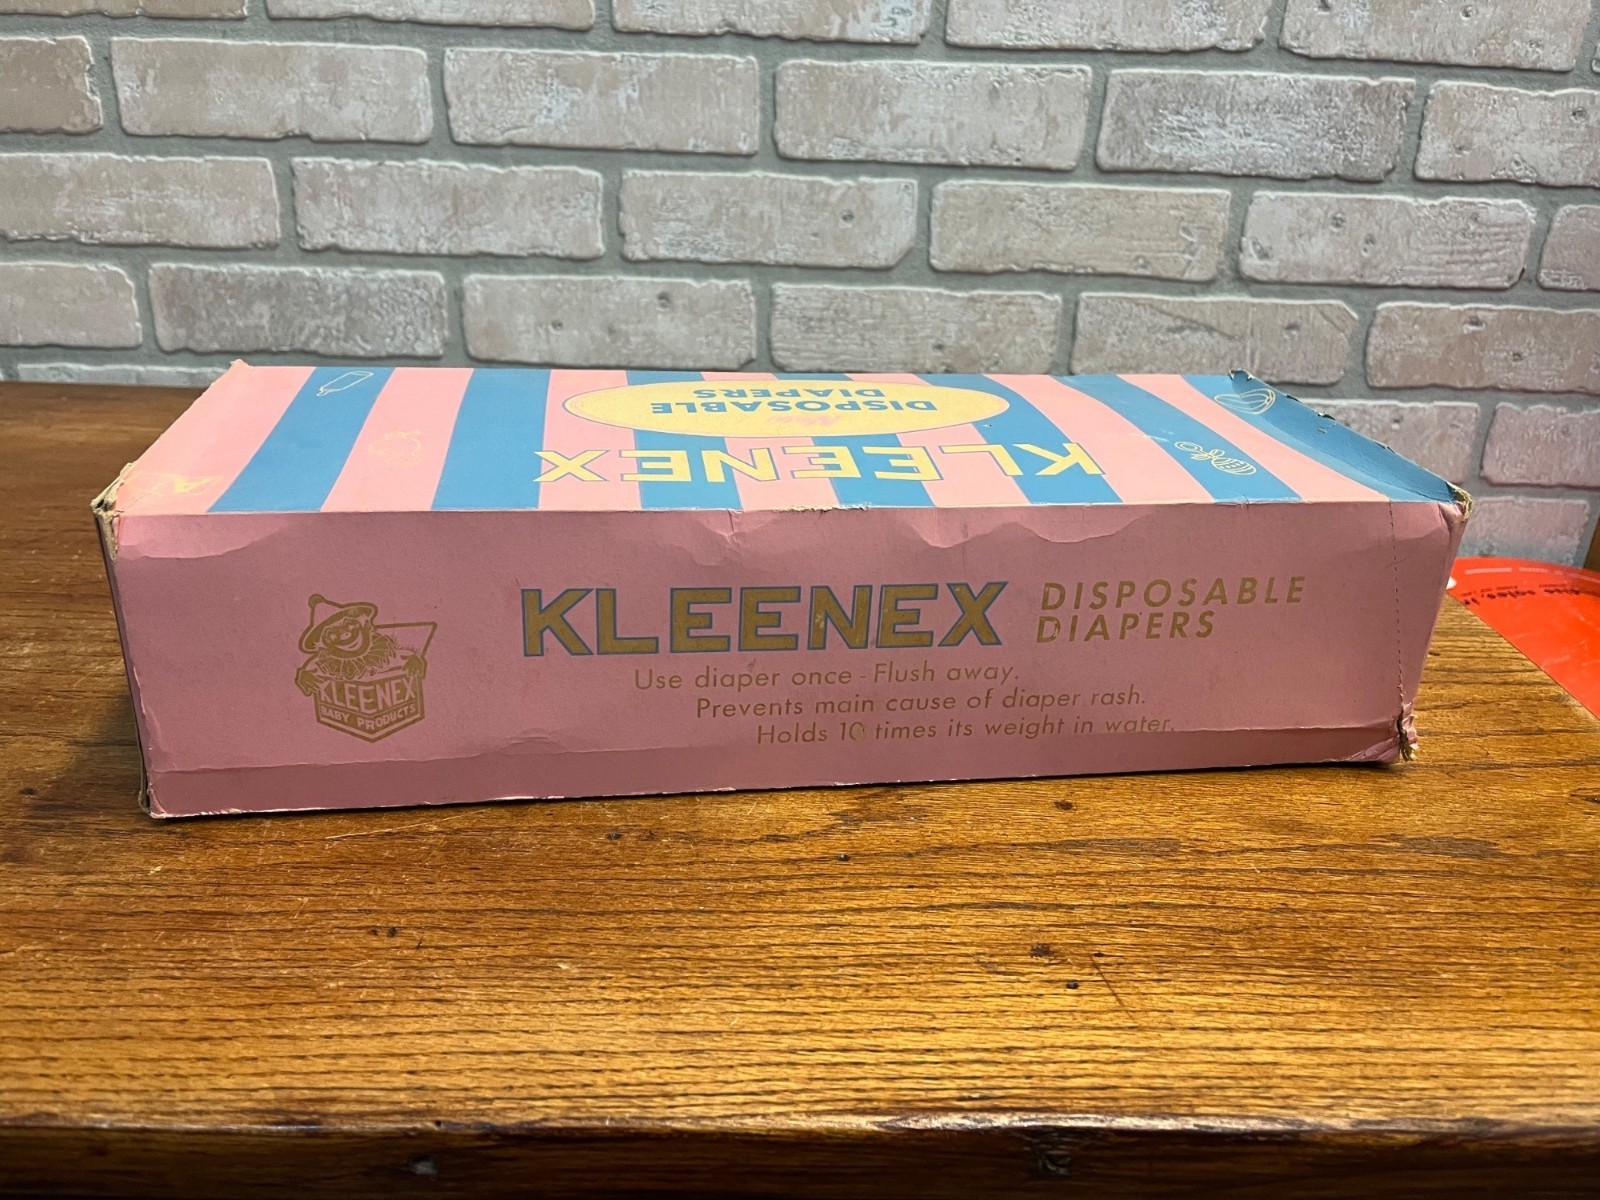 DISPOSABLE
DIAPERS
KLEENEX
KLEENEX
BABY PRODUCTS
KLEENEX
DISPOSABLE
DIAPERS
Use diaper once - Flush away.
Prevents main cause of diaper rash.
Holds 10 times its weight in water.